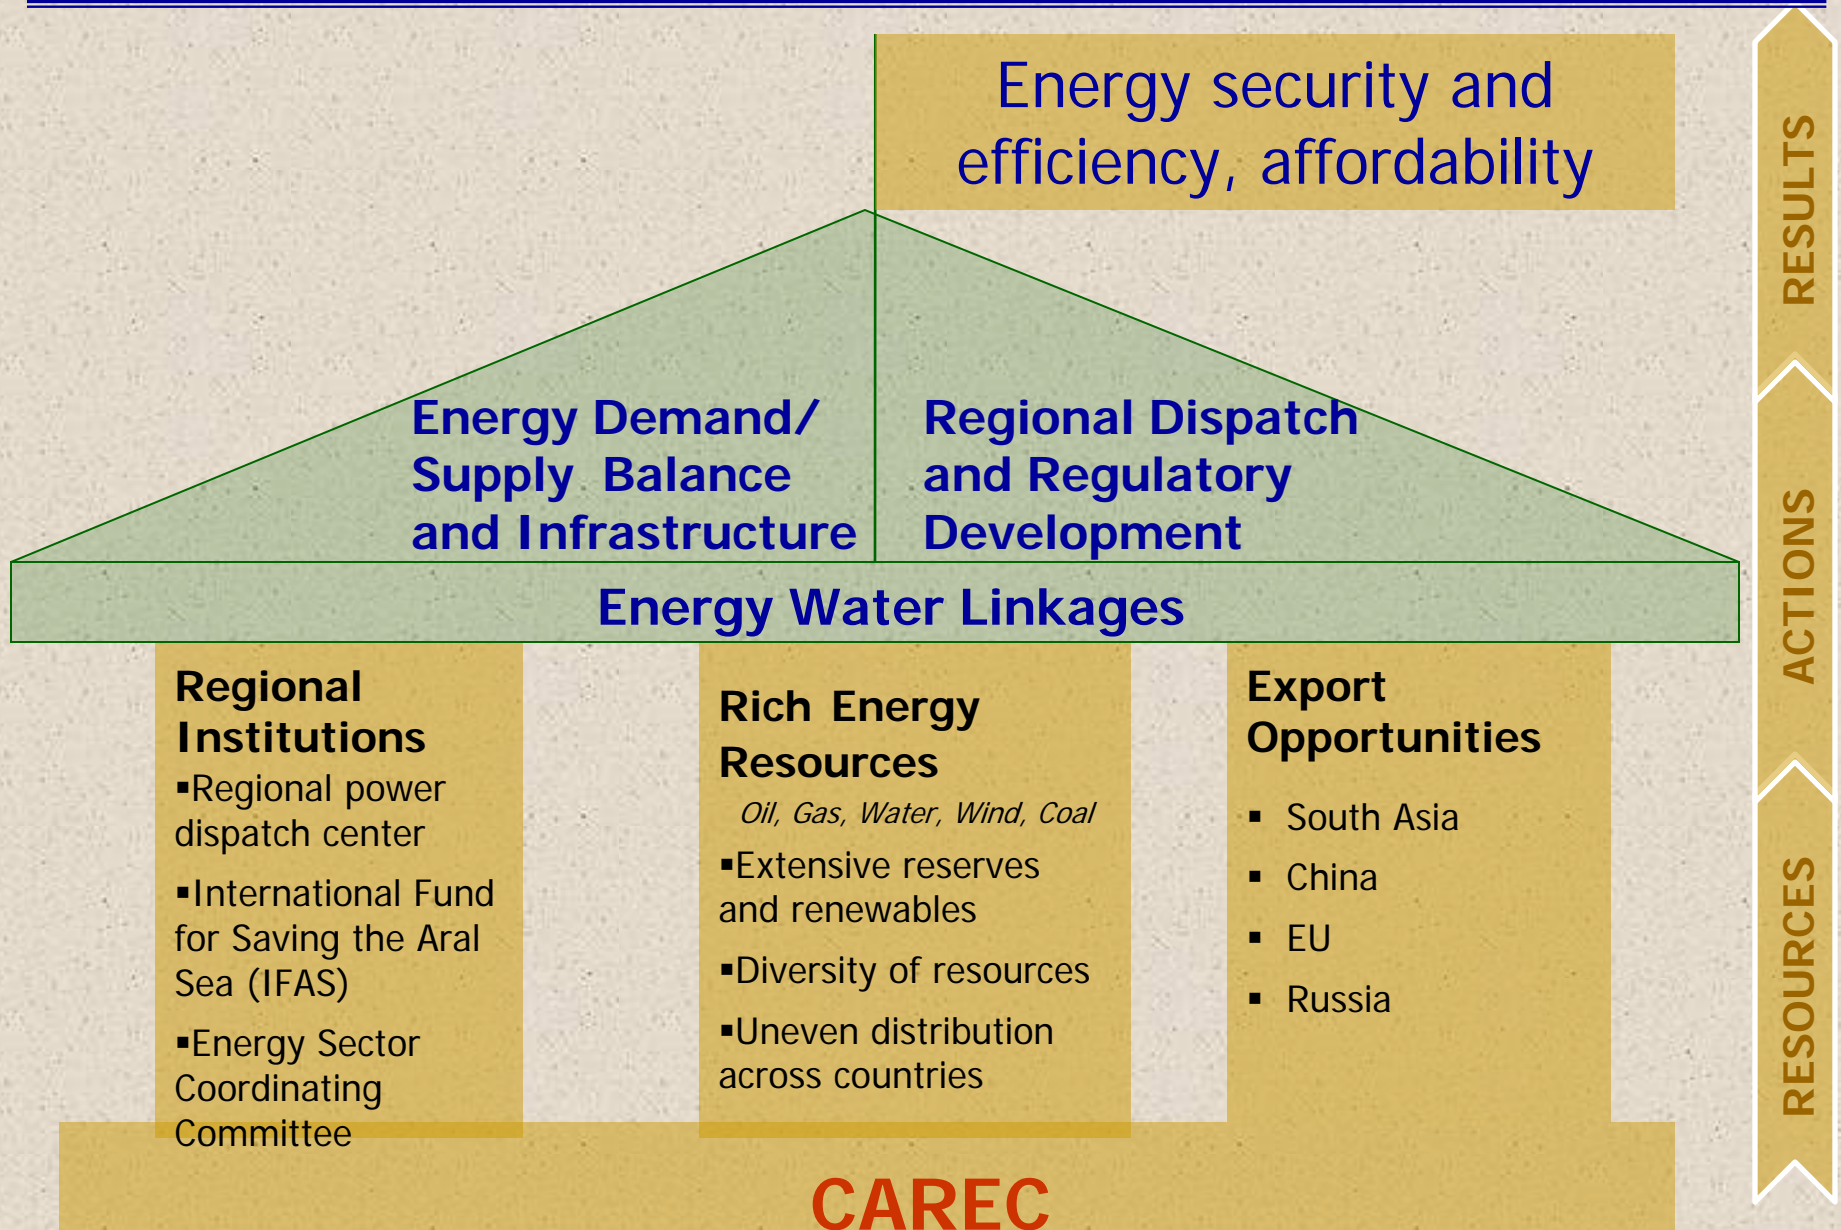 Energy security and
efficiency, affordability
Energy Demand/
Supply Balance
and Infrastructure
Regional Dispatch
and Regulatory
Development
Energy Water Linkages
Regional
Institutions
▪Regional power
dispatch center
▪International Fund
for Saving the Aral
Sea (IFAS)
▪Energy Sector
Coordinating
Committee
Rich Energy
Resources
Oil, Gas, Water, Wind, Coal
▪Extensive reserves
and renewables
▪Diversity of resources
▪Uneven distribution
across countries
Export
Opportunities
▪ South Asia
▪ China
▪ EU
▪ Russia
CAREC
RESULTS
ACTIONS
RESOURCES